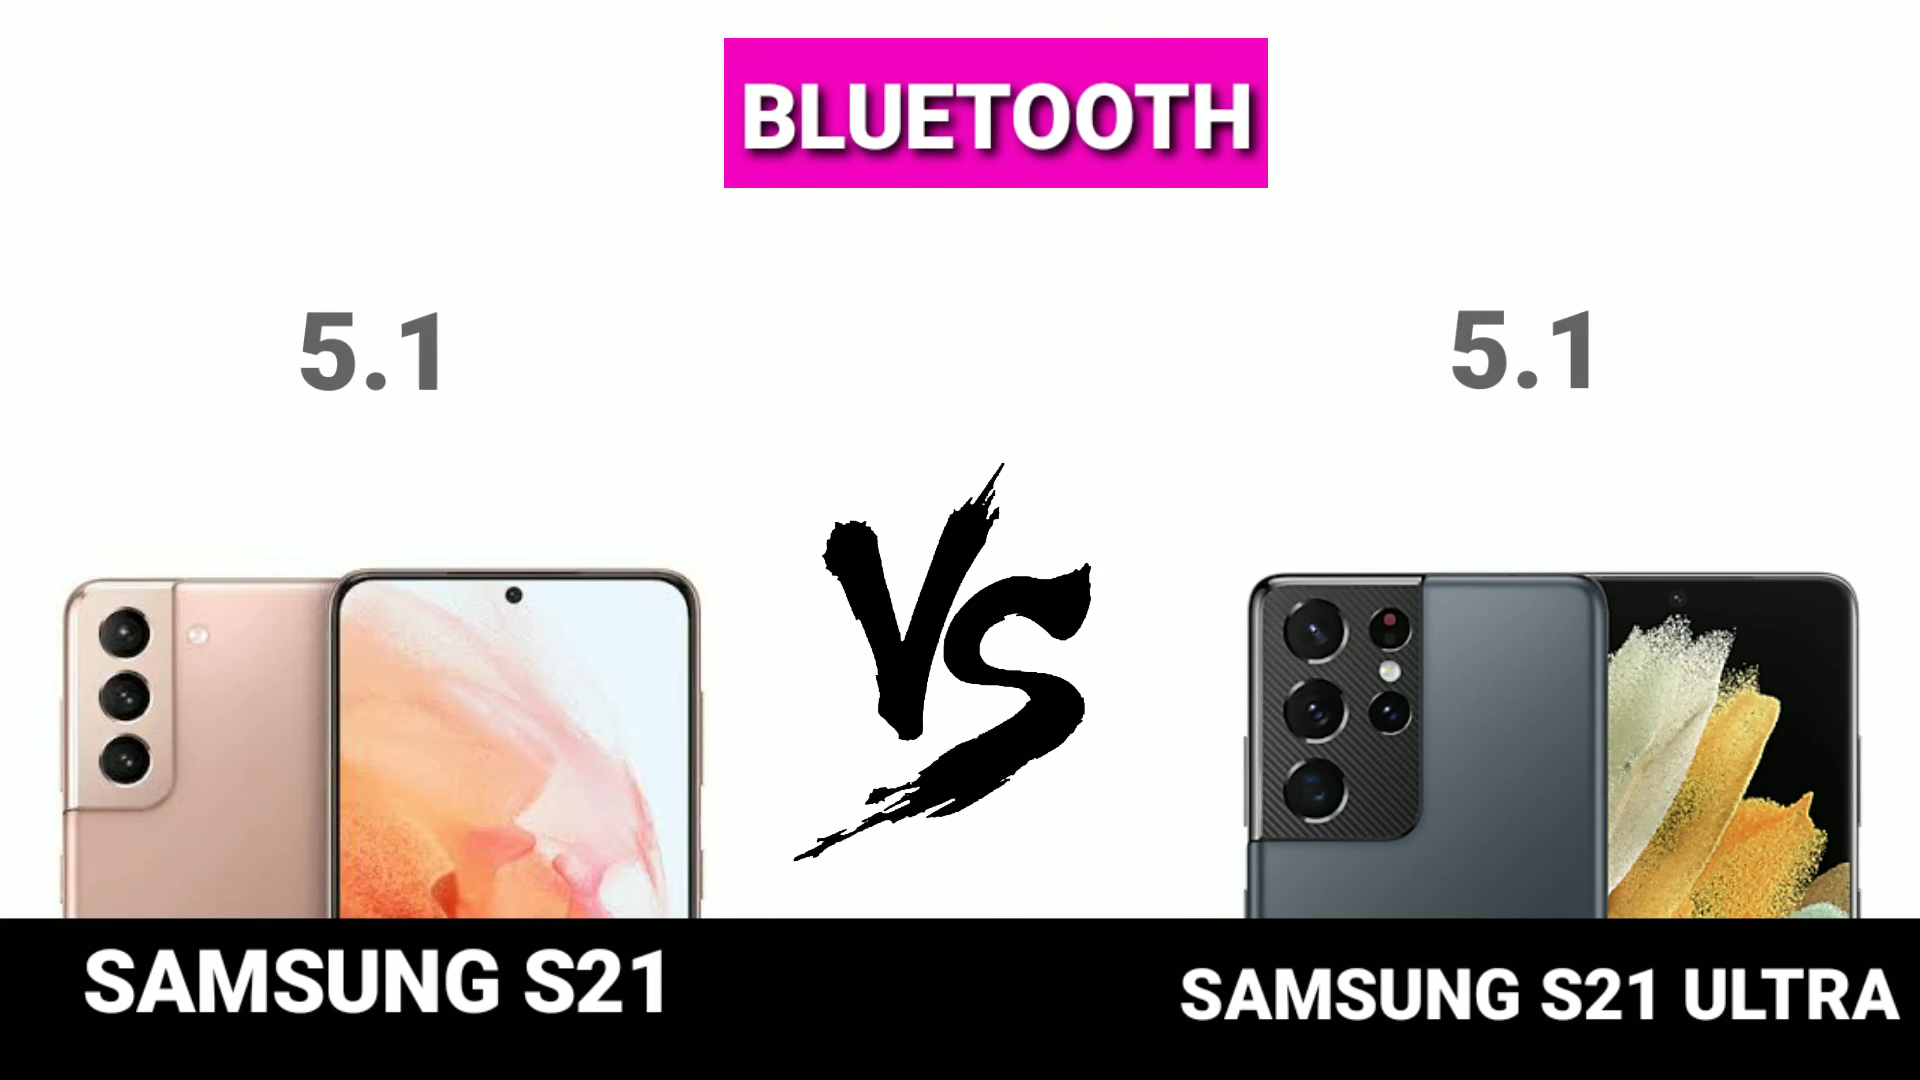 BLUETOOTH
5.1
5.1
VS
SAMSUNG S21
SAMSUNG S21 ULTRA